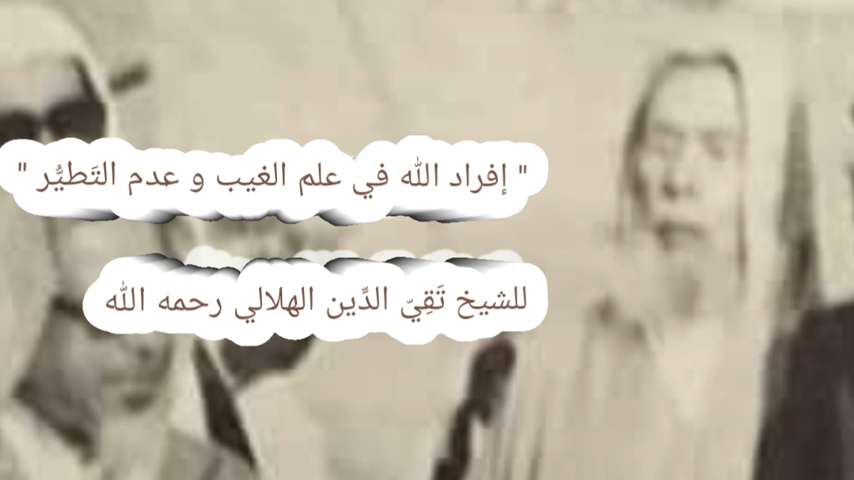 " إفراد الله في علم الغيب و عدم التَطيُّر "
للشيخ تَقِيّ الدِّين الهلالي رحمه الله